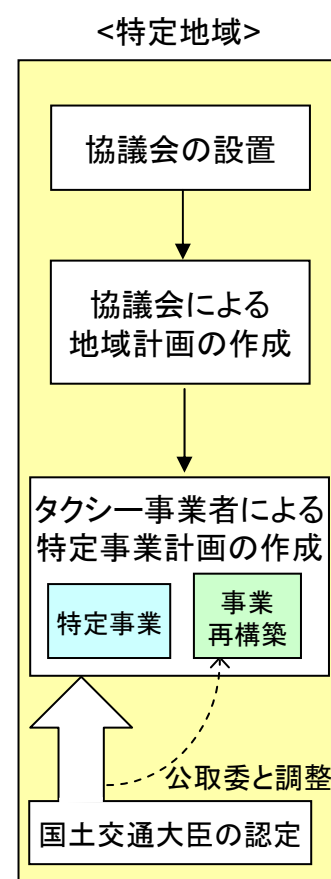 <特定地域>
協議会の設置
協議会による
地域計画の作成
タクシー事業者による
特定事業計画の作成
特定事業
事業
再構築
公取委と調整
国土交通大臣の認定